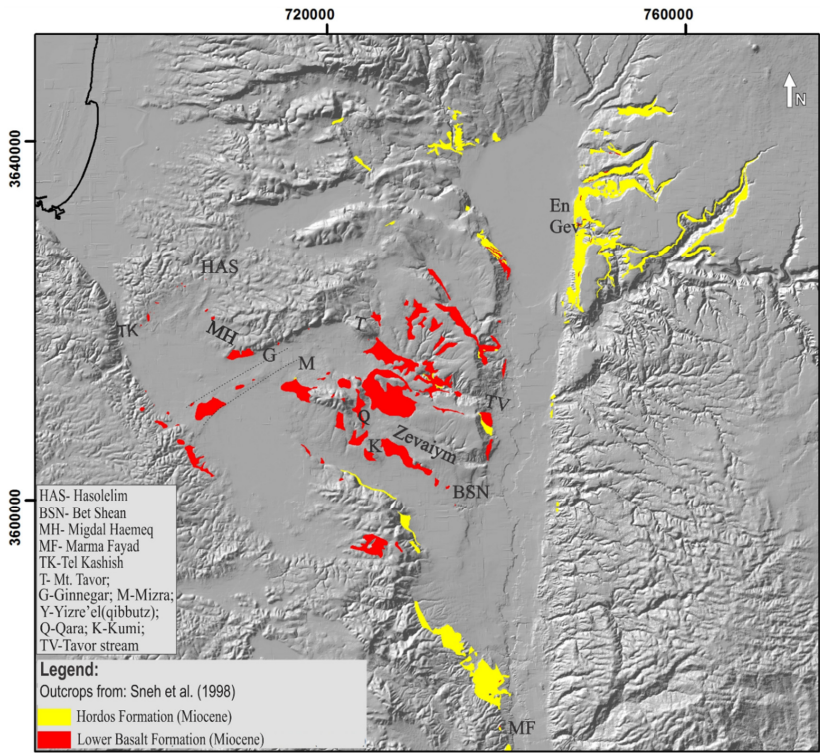 720000
760000
N
3640000
En
Gev
HAS
TK
MH
G
T
M
TV
Q
K
Zevaiym
BSN
3600000
HAS- Hasolelim
BSN- Bet Shean
MH- Migdal Haemeq
MF- Marma Fayad
TK-Tel Kashish
T- Mt. Tavor;
G-Ginnegar; M-Mizra;
Y-Yizre'el(qibbutz);
Q-Qara; K-Kumi;
TV-Tavor stream
Legend:
Outcrops from: Sneh et al. (1998)
Hordos Formation (Miocene)
Lower Basalt Formation (Miocene)
MF